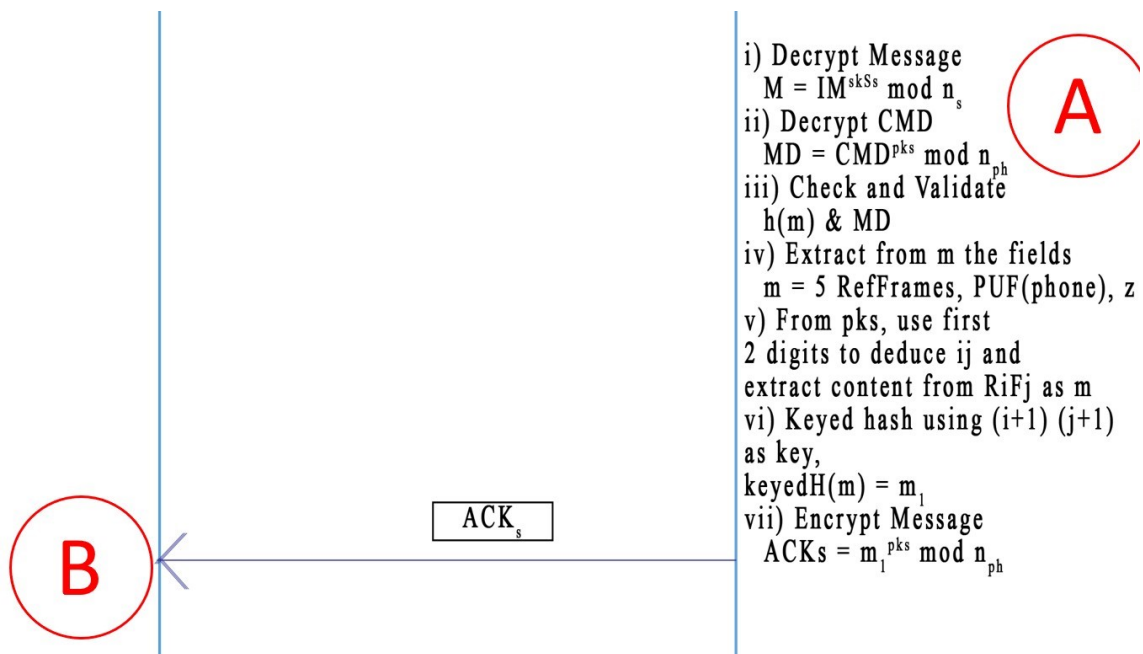 i) Decrypt Message
M = IM^skSs mod n_s
A
ii) Decrypt CMD
MD = CMD^pks mod n_ph
iii) Check and Validate
h(m) & MD
iv) Extract from m the fields
m = 5 RefFrames, PUF(phone), z
v) From pks, use first
2 digits to deduce ij and
extract content from RiFj as m
vi) Keyed hash using (i+1) (j+1)
as key,
keyedH(m) = m_1
vii) Encrypt Message
ACKs = m_1^pks mod n_ph
ACK_s
B